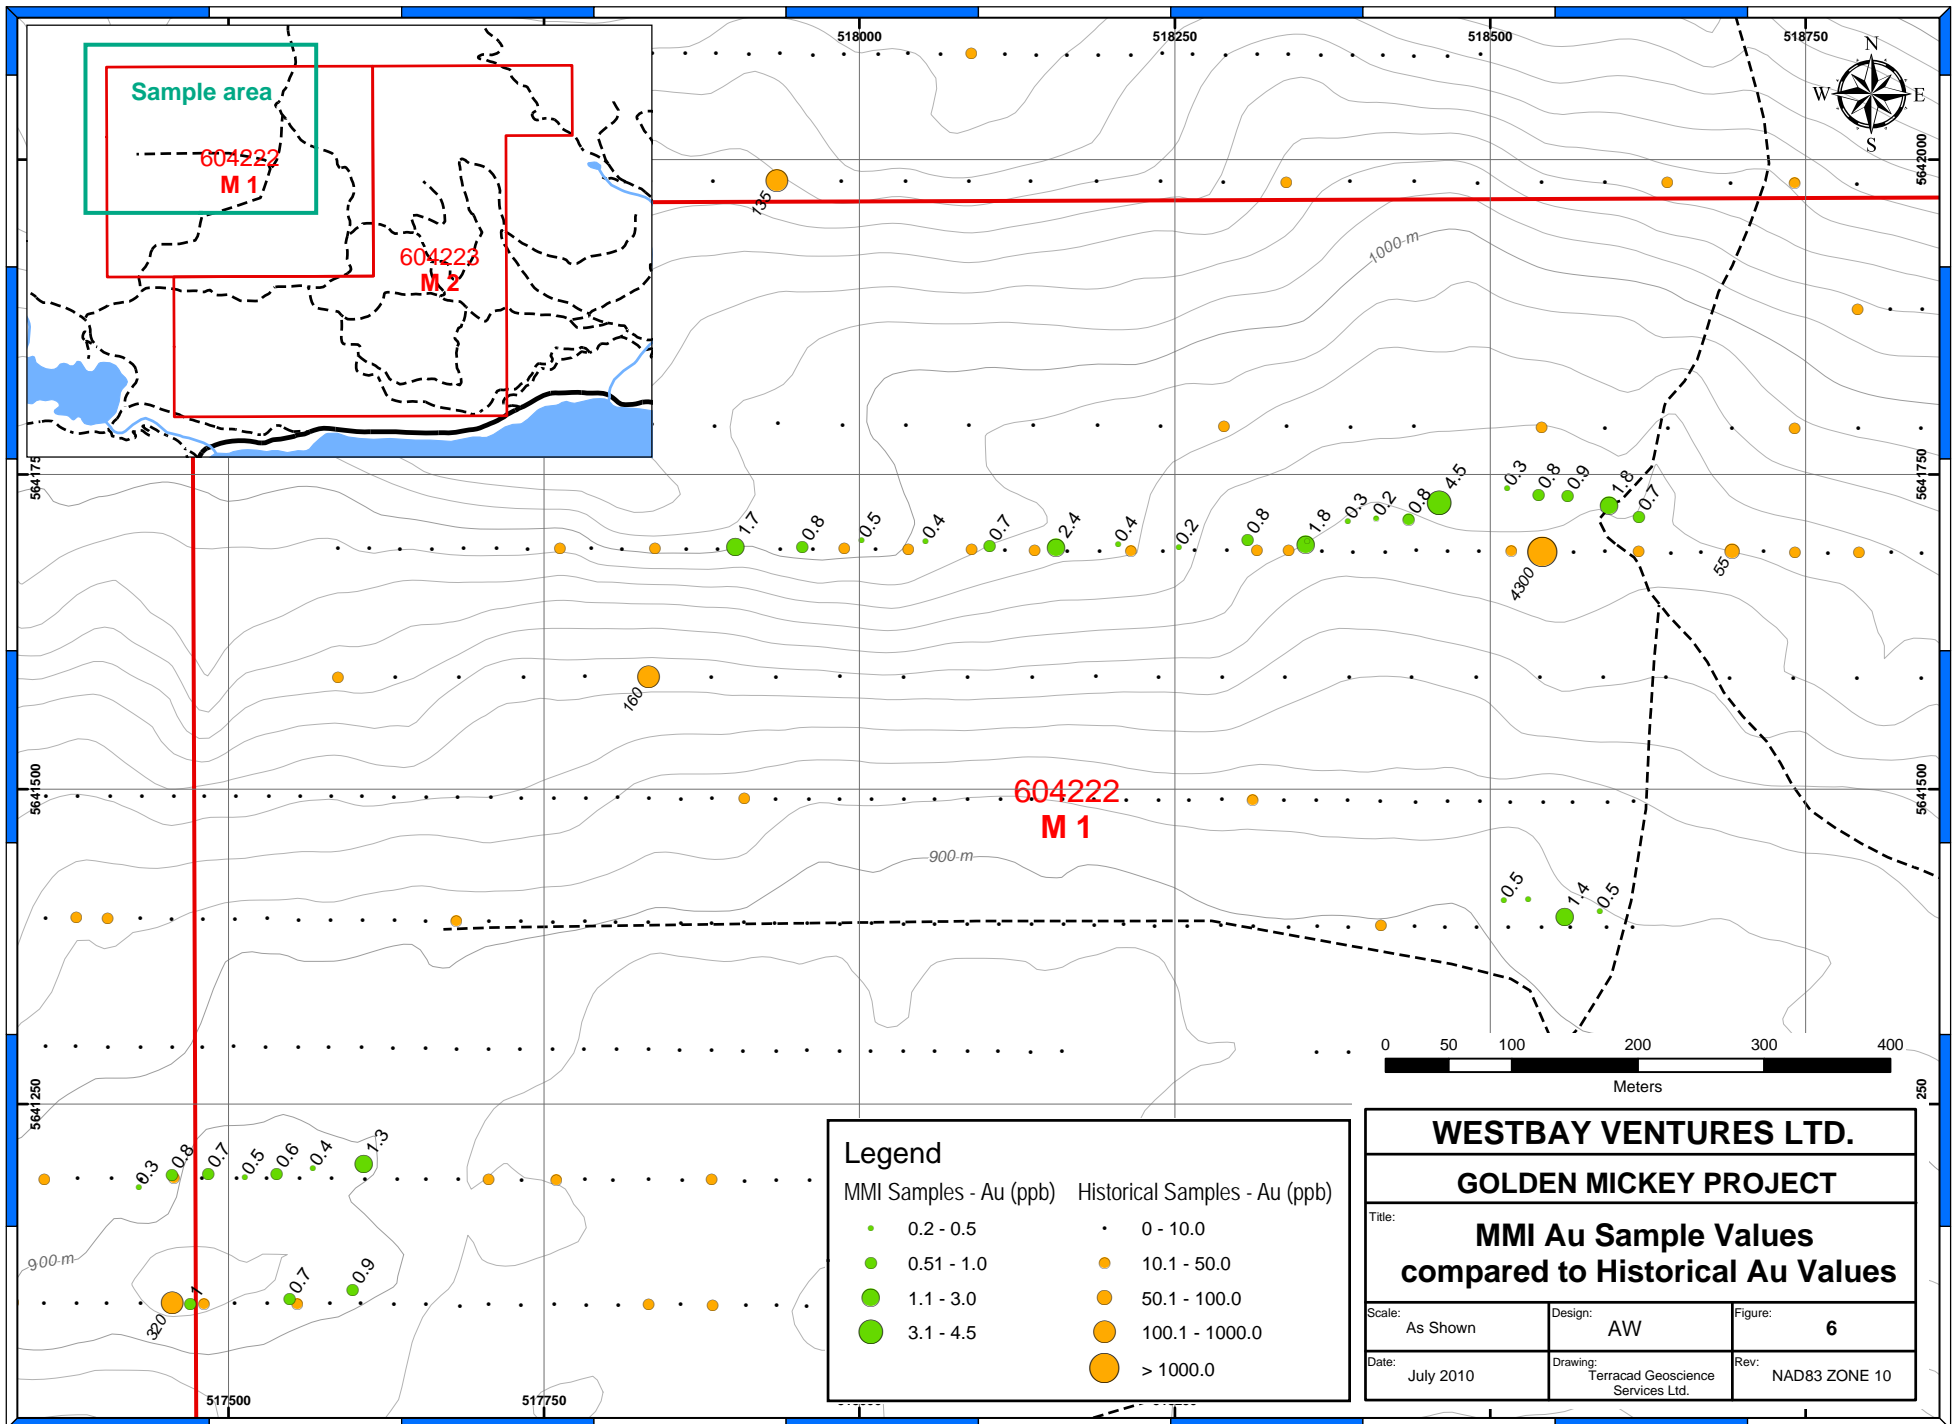 518000
518250
518500
518750
N
W
E
S
Sample area
604222
M 1
604223
M 2
5642000
135
1000 m
564175
5641750
1.7
0.8
0.5
0.4
0.7
2.4
0.4
0.2
0.8
1.8
0.3
0.2
0.8
4.5
0.3
0.8
0.9
1.8
0.7
4300
55
160
5641500
5641500
604222
M 1
900 m
0.5
1.4
0.5
0 50 100 200 300 400
Meters
5641250
250
0.3
0.8
0.7
0.5
0.6
0.4
1.3
900 m
320
1
0.7
0.9
517500
517750
Legend
MMI Samples - Au (ppb)
0.2 - 0.5
0.51 - 1.0
1.1 - 3.0
3.1 - 4.5
Historical Samples - Au (ppb)
0 - 10.0
10.1 - 50.0
50.1 - 100.0
100.1 - 1000.0
> 1000.0
WESTBAY VENTURES LTD.
GOLDEN MICKEY PROJECT
Title:
MMI Au Sample Values
compared to Historical Au Values
Scale:
As Shown
Design:
AW
Figure:
6
Date:
July 2010
Drawing:
Terracad Geoscience
Services Ltd.
Rev:
NAD83 ZONE 10